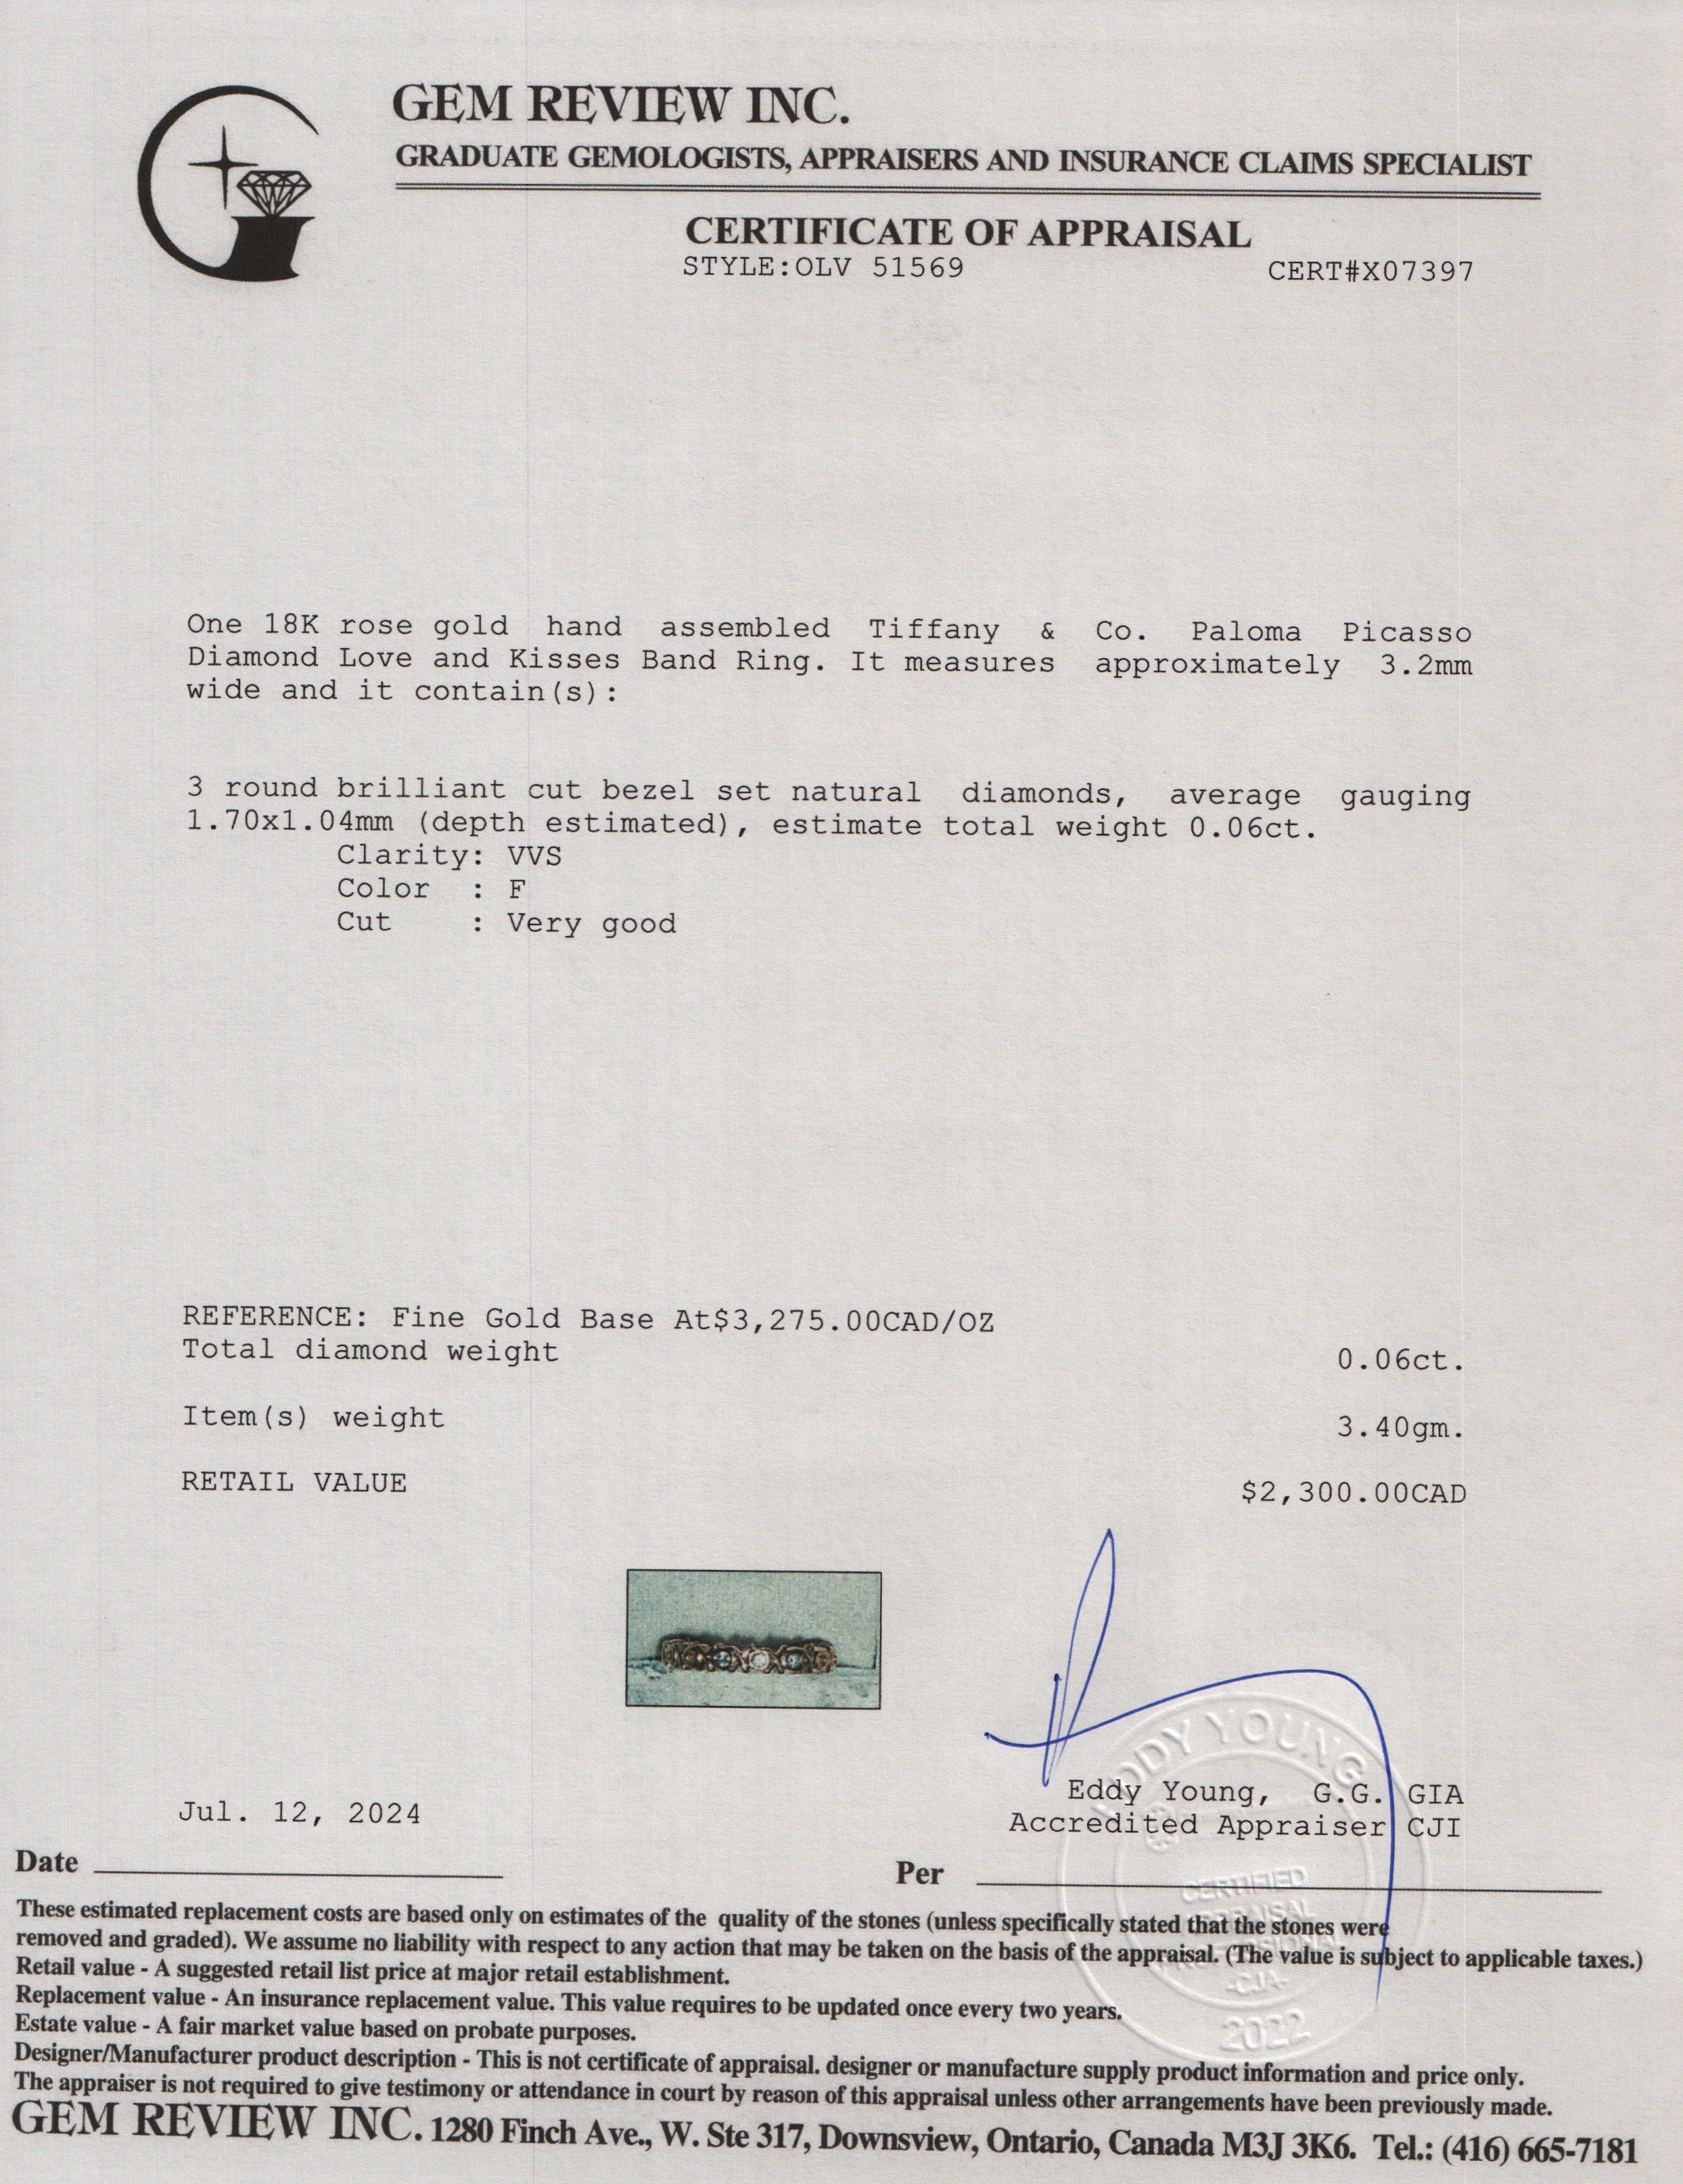 GEM REVIEW INC.
GRADUATE GEMOLOGISTS, APPRAISERS AND INSURANCE CLAIMS SPECIALIST
CERTIFICATE OF APPRAISAL
STYLE:OLV 51569 CERT#X07397
One 18K rose gold hand assembled Tiffany & Co. Paloma Picasso
Diamond Love and Kisses Band Ring. It measures approximately 3.2mm
wide and it contain(s):
3 round brilliant cut bezel set natural diamonds, average gauging
1.70x1.04mm (depth estimated), estimate total weight 0.06ct.
Clarity: VVS
Color : F
Cut : Very good
REFERENCE: Fine Gold Base At$3,275.00CAD/OZ
Total diamond weight 0.06ct.
Item(s) weight 3.40gm.
RETAIL VALUE $2,300.00CAD
EDDY YOUNG
Eddy Young, G.G. GIA
Jul. 12, 2024 Accredited Appraiser CJI
Date Per
CERTIFIED
APPRAISAL
-CJA-
2022
These estimated replacement costs are based only on estimates of the quality of the stones (unless specifically stated that the stones were
removed and graded). We assume no liability with respect to any action that may be taken on the basis of the appraisal. (The value is subject to applicable taxes.)
Retail value - A suggested retail list price at major retail establishment.
Replacement value - An insurance replacement value. This value requires to be updated once every two years.
Estate value - A fair market value based on probate purposes.
Designer/Manufacturer product description - This is not certificate of appraisal. designer or manufacture supply product information and price only.
The appraiser is not required to give testimony or attendance in court by reason of this appraisal unless other arrangements have been previously made.
GEM REVIEW INC. 1280 Finch Ave., W. Ste 317, Downsview, Ontario, Canada M3J 3K6. Tel.: (416) 665-7181